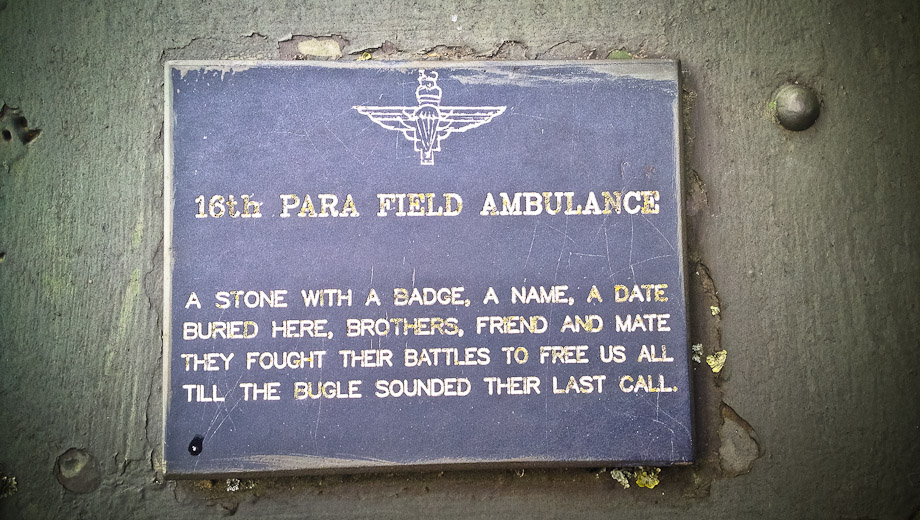 16th PARA FIELD AMBULANCE
A STONE WITH A BADGE, A NAME, A DATE
BURIED HERE, BROTHERS, FRIEND AND MATE
THEY FOUGHT THEIR BATTLES TO FREE US ALL
TILL THE BUGLE SOUNDED THEIR LAST CALL.